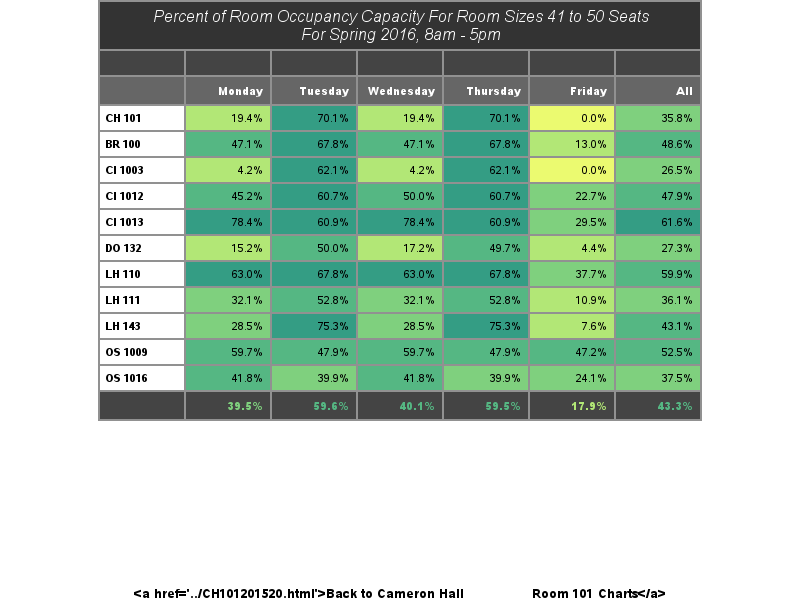 Percent of Room Occupancy Capacity For Room Sizes 41 to 50 Seats
For Spring 2016, 8am - 5pm
Monday Tuesday Wednesday Thursday Friday All
CH 101 19.4% 70.1% 19.4% 70.1% 0.0% 35.8%
BR 100 47.1% 67.8% 47.1% 67.8% 13.0% 48.6%
CI 1003 4.2% 62.1% 4.2% 62.1% 0.0% 26.5%
CI 1012 45.2% 60.7% 50.0% 60.7% 22.7% 47.9%
CI 1013 78.4% 60.9% 78.4% 60.9% 29.5% 61.6%
DO 132 15.2% 50.0% 17.2% 49.7% 4.4% 27.3%
LH 110 63.0% 67.8% 63.0% 67.8% 37.7% 59.9%
LH 111 32.1% 52.8% 32.1% 52.8% 10.9% 36.1%
LH 143 28.5% 75.3% 28.5% 75.3% 7.6% 43.1%
OS 1009 59.7% 47.9% 59.7% 47.9% 47.2% 52.5%
OS 1016 41.8% 39.9% 41.8% 39.9% 24.1% 37.5%
39.5% 59.6% 40.1% 59.5% 17.9% 43.3%
<a href='../CH101201520.html'>Back to Cameron Hall Room 101 Charts</a>